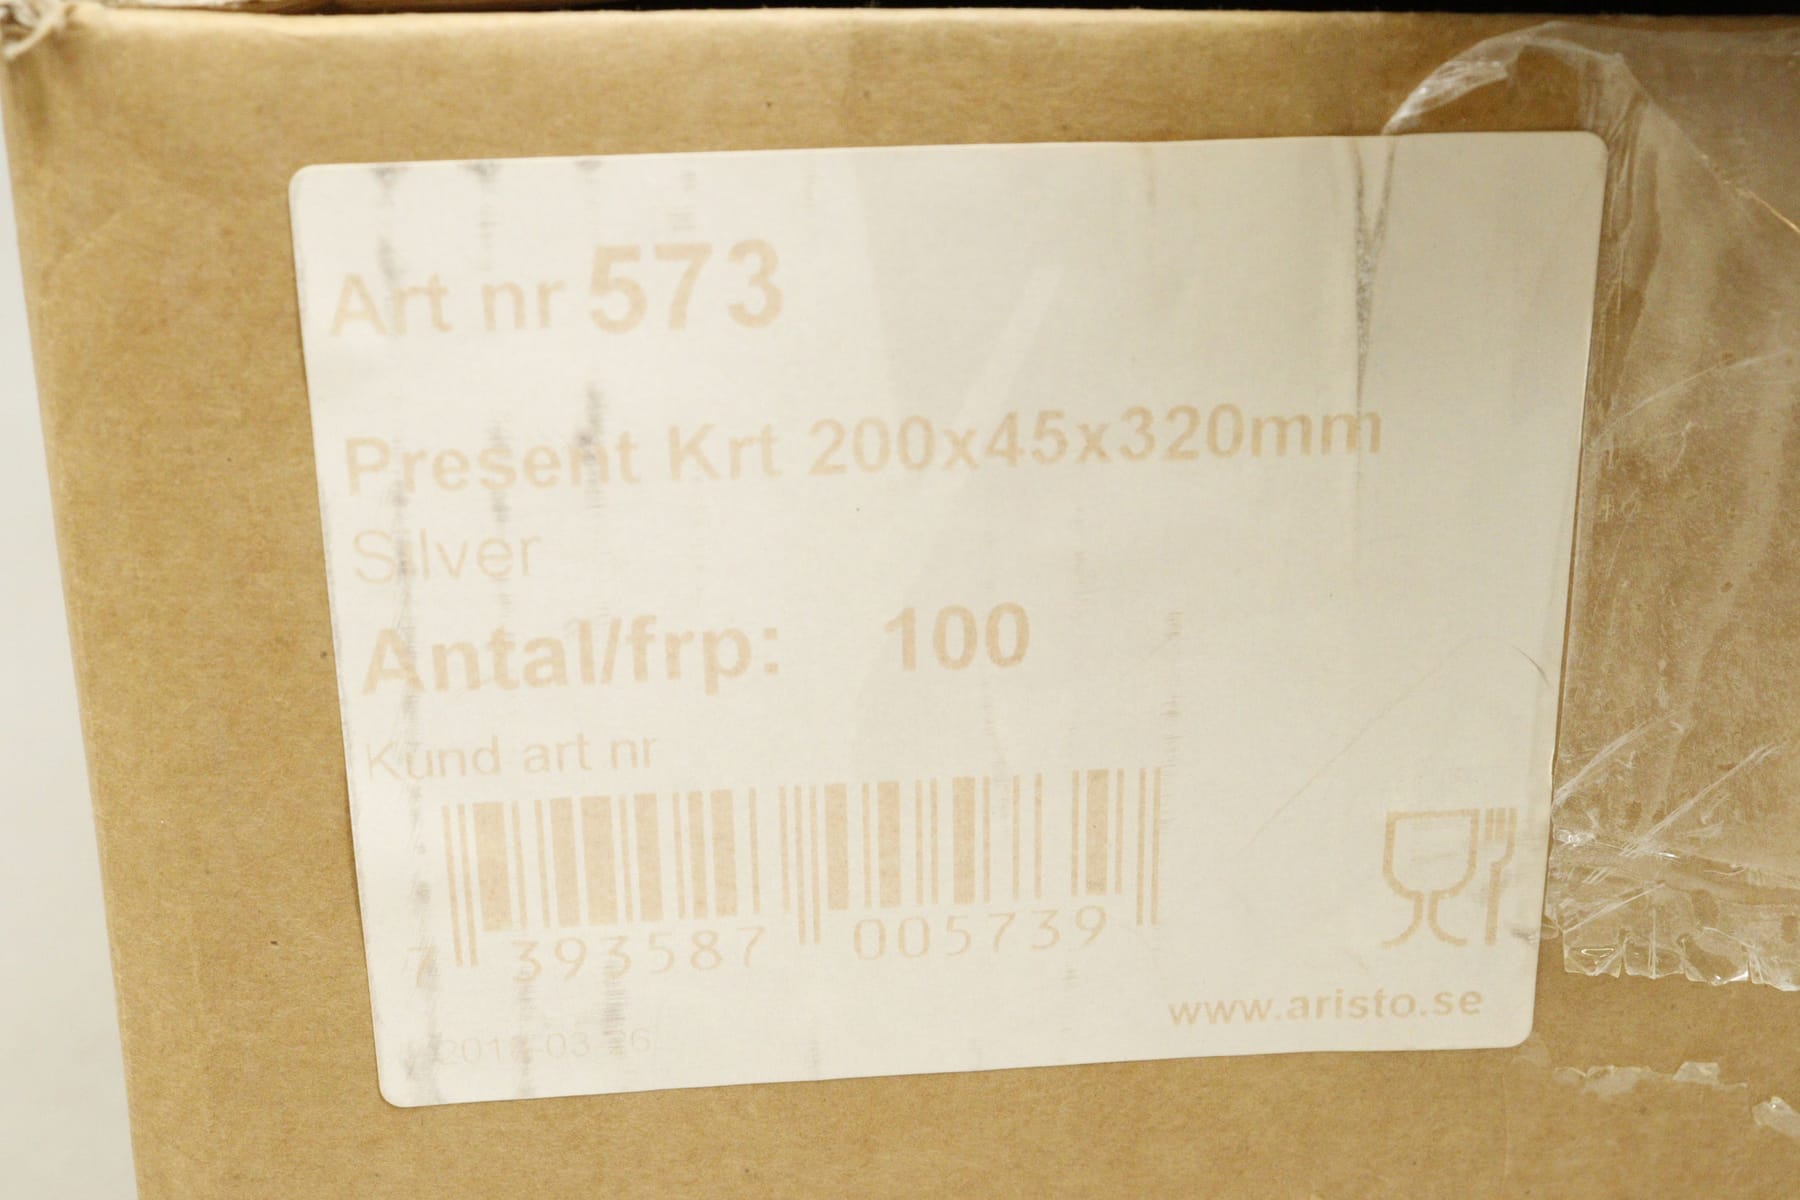 Art nr 573
Present Krt 200x45x320mm
Silver
Antal/frp: 100
Kund art nr
7 393587 005739
www.aristo.se